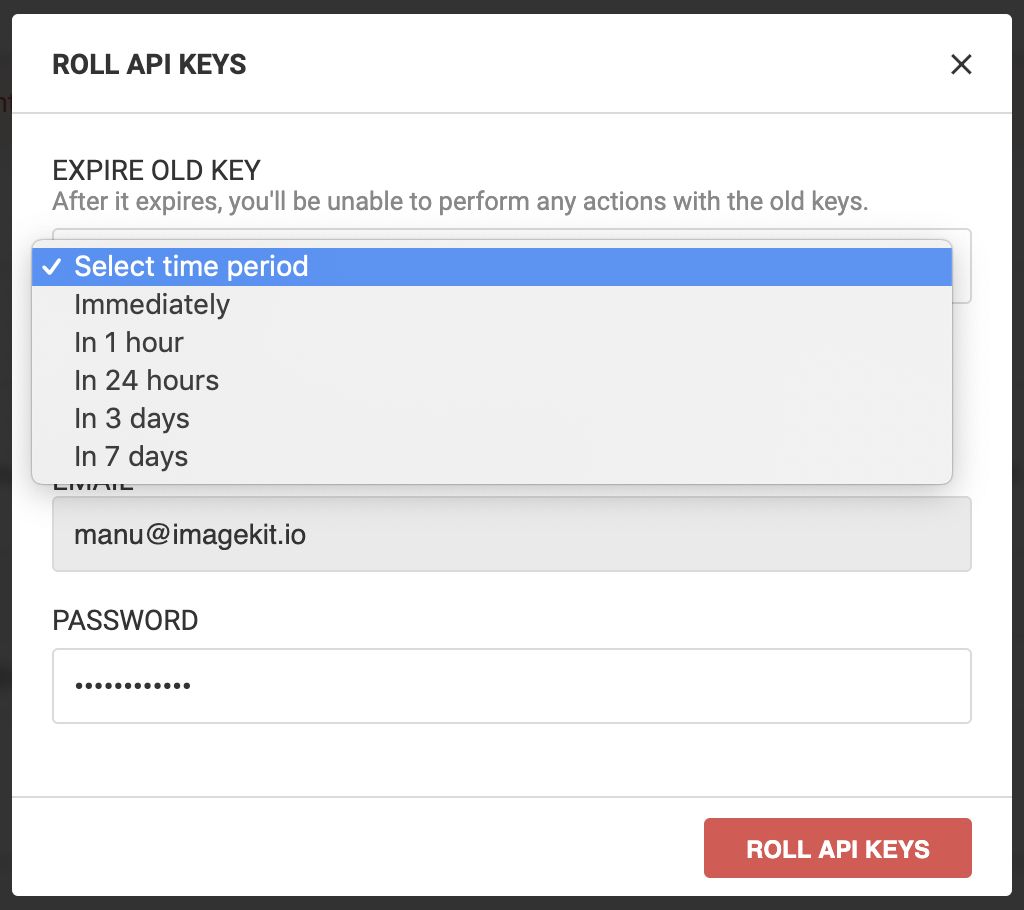 ROLL API KEYS
EXPIRE OLD KEY
After it expires, you'll be unable to perform any actions with the old keys.
Select time period
Immediately
In 1 hour
In 24 hours
In 3 days
In 7 days
EMAIL
manu@imagekit.io
PASSWORD
••••••••••••
ROLL API KEYS